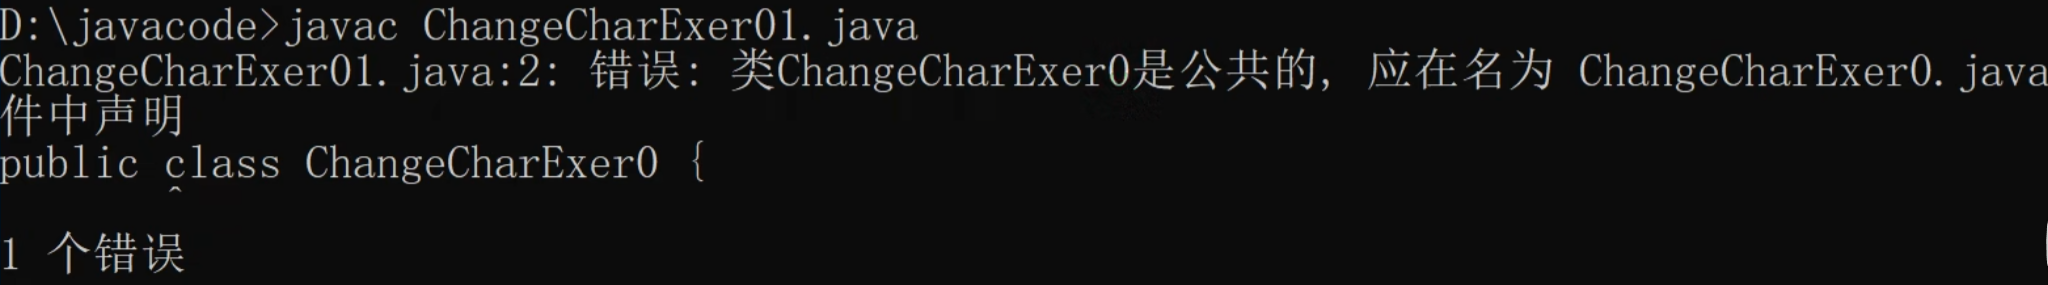 D:\javacode>javac ChangeCharExer01.java
ChangeCharExer01.java:2: 错误: 类ChangeCharExer0是公共的, 应在名为 ChangeCharExer0.java
件中声明
public class ChangeCharExer0 {
^
1 个错误